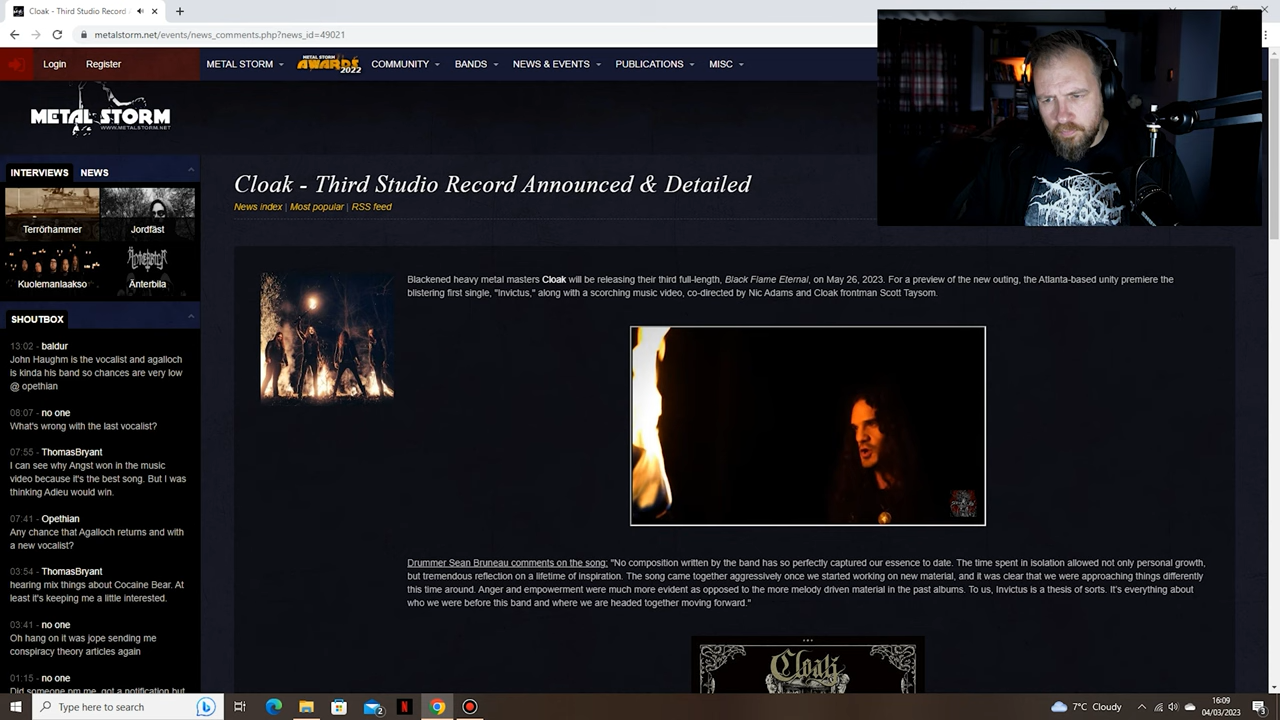 Cloak - Third Studio Record
metalstorm.net/events/news_comments.php?news_id=49021
Login Register METAL STORM METAL STORM AWARDS 2022 COMMUNITY BANDS NEWS & EVENTS PUBLICATIONS MISC
METAL STORM
WWW.METALSTORM.NET
INTERVIEWS NEWS
Terrörhammer Jordfäst
Kuolemanlaakso Änterbila
Cloak - Third Studio Record Announced & Detailed
News index | Most popular | RSS feed
Blackened heavy metal masters Cloak will be releasing their third full-length, Black Flame Eternal, on May 26, 2023. For a preview of the new outing, the Atlanta-based unity premiere the
blistering first single, "Invictus," along with a scorching music video, co-directed by Nic Adams and Cloak frontman Scott Taysom.
SHOUTBOX
13:02 - baldur
John Haughm is the vocalist and agalloch
is kinda his band so chances are very low
@ opethian
08:07 - no one
What's wrong with the last vocalist?
07:55 - ThomasBryant
I can see why Angst won in the music
video because it's the best song. But I was
thinking Adieu would win.
07:41 - Opethian
Any chance that Agalloch returns and with
a new vocalist?
03:54 - ThomasBryant
hearing mix things about Cocaine Bear. At
least it's keeping me a little interested.
03:41 - no one
Oh hang on it was jope sending me
conspiracy theory articles again
01:15 - no one
Did someone pm me, got a notification but
Drummer Sean Bruneau comments on the song: "No composition written by the band has so perfectly captured our essence to date. The time spent in isolation allowed not only personal growth,
but tremendous reflection on a lifetime of inspiration. The song came together aggressively once we started working on new material, and it was clear that we were approaching things differently
this time around. Anger and empowerment were much more evident as opposed to the more melody driven material in the past albums. To us, Invictus is a thesis of sorts. It's everything about
who we were before this band and where we are headed together moving forward."
Cloak
Type here to search
7°C Cloudy
16:09
04/03/2023